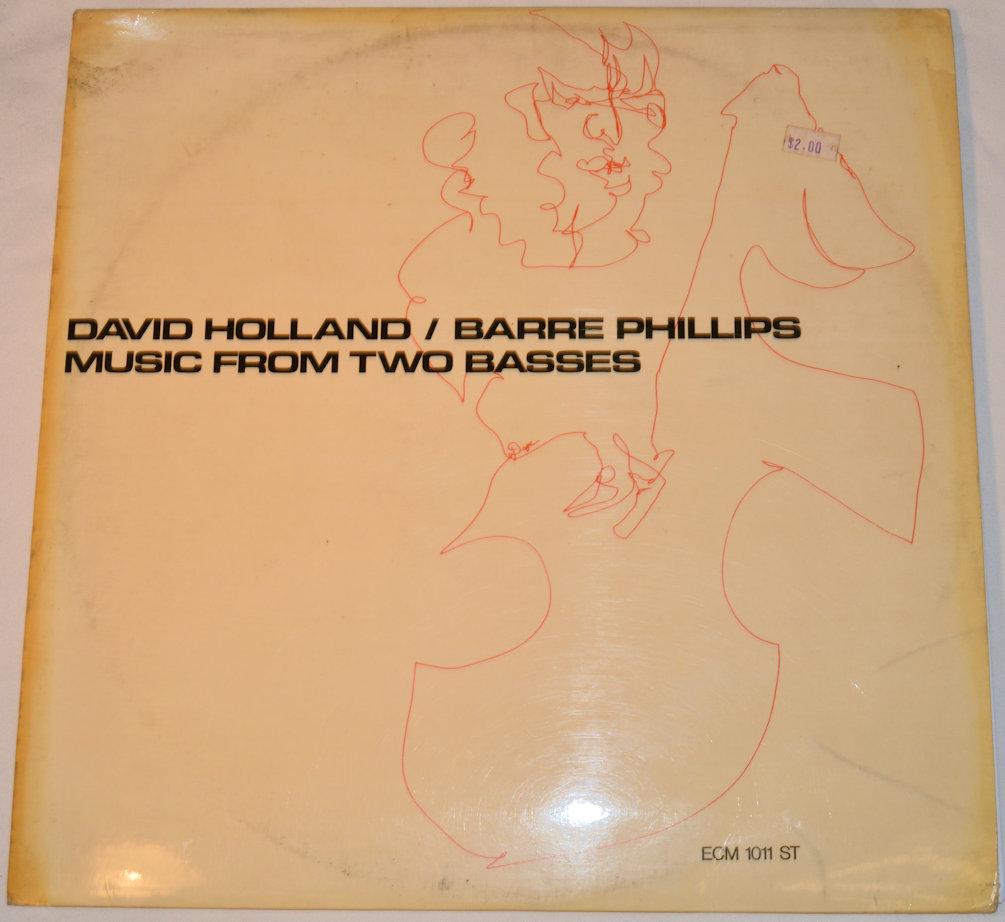 $2.00
DAVID HOLLAND / BARRE PHILLIPS
MUSIC FROM TWO BASSES
ECM 1011 ST